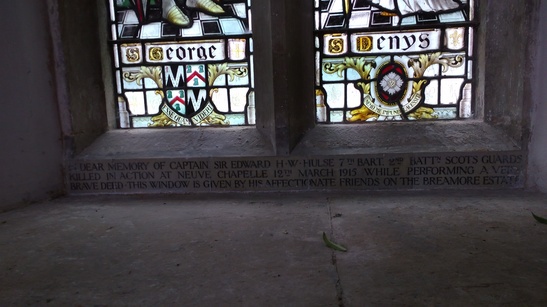 S George
S Denys
DEAR MEMORY OF CAPTAIN SIR EDWARD H·W·HULSE 7TH BART. 2ND BATTN SCOTS GUARDS
KILLED IN ACTION AT NEUVE CHAPELLE 12TH MARCH 1915 WHILE PERFORMING A VERY
BRAVE DEED THIS WINDOW IS GIVEN BY HIS AFFECTIONATE FRIENDS ON THE BREAMORE ESTATE